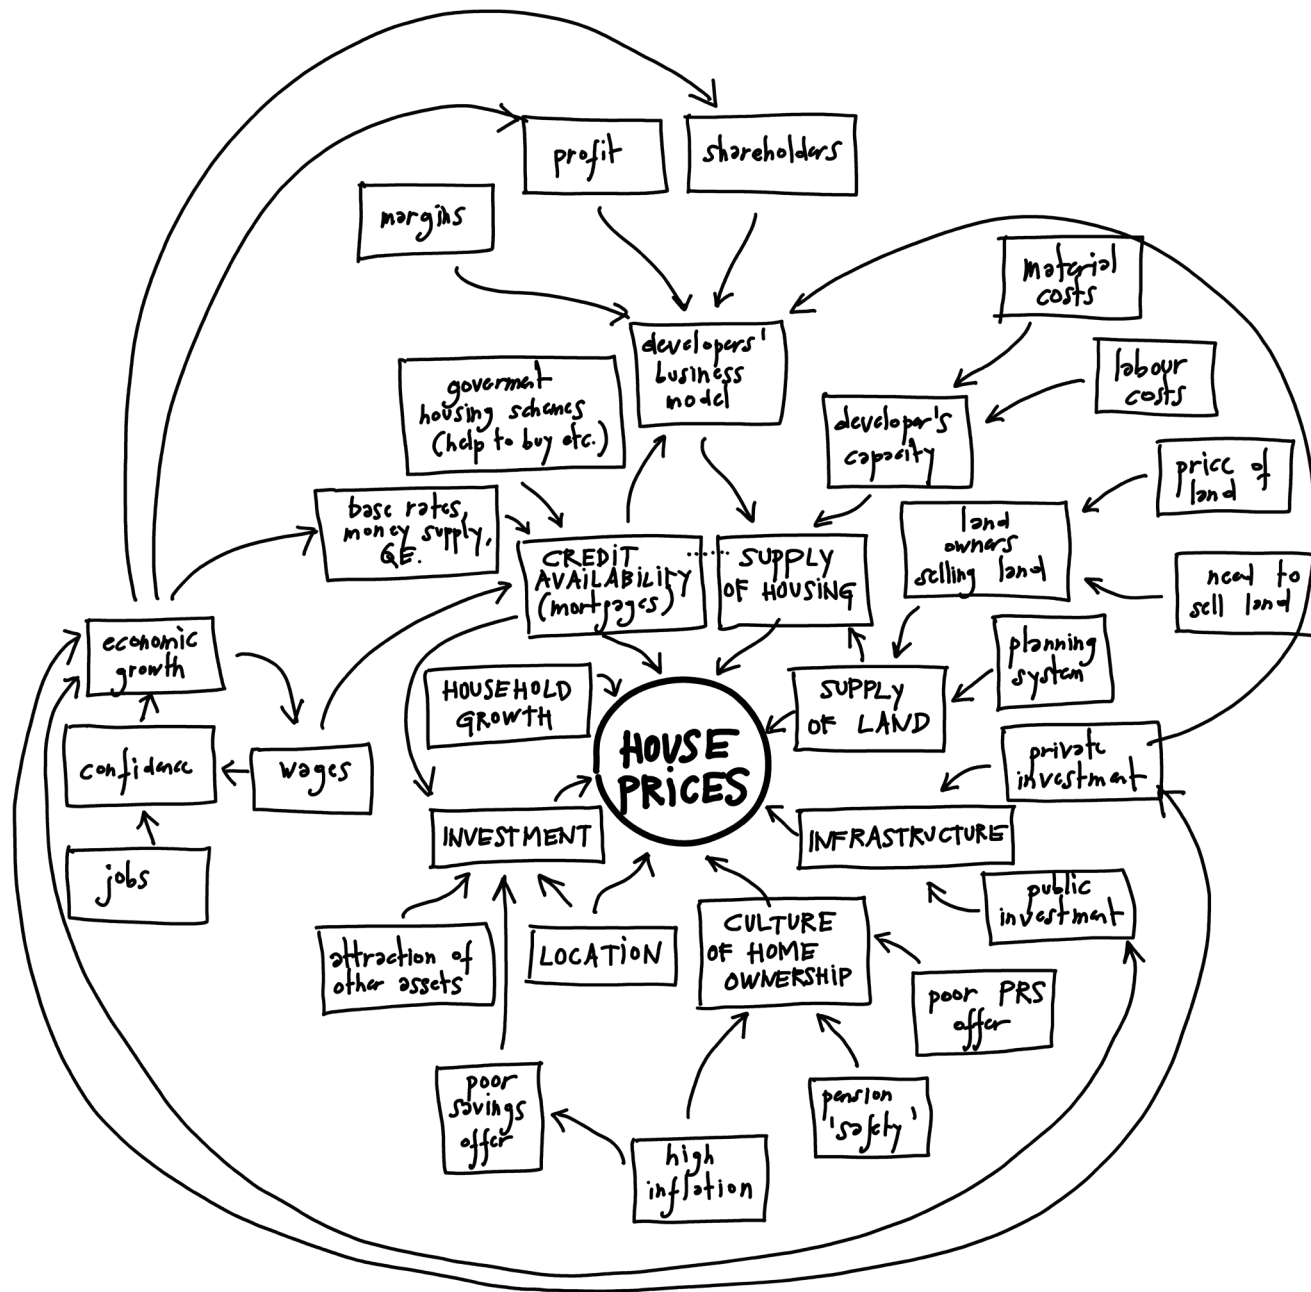 profit
shareholders
margins
material
costs
developers'
business
model
labour
costs
goverment
housing schemes
(help to buy etc.)
developer's
capacity
price of
land
base rates,
money supply,
QE.
land
owners
selling land
CREDIT
AVAILABILITY
(mortgages)
SUPPLY
OF HOUSING
need to
sell land
economic
growth
planning
system
HOUSEHOLD
GROWTH
SUPPLY
OF LAND
HOUSE
PRICES
confidence
wages
private
investment
INVESTMENT
INFRASTRUCTURE
jobs
public
investment
attraction of
other assets
LOCATION
CULTURE
OF HOME
OWNERSHIP
poor PRS
offer
poor
savings
offer
pension
'safety'
high
inflation